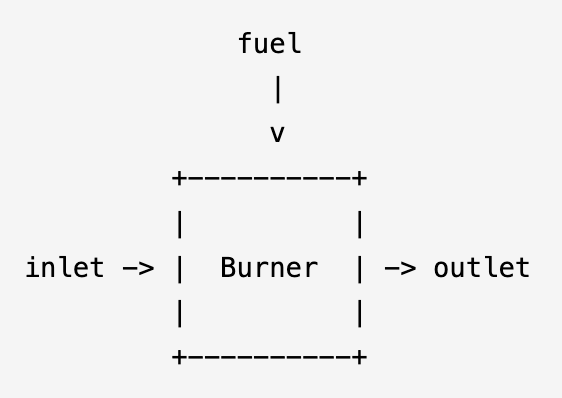 fuel
|
v
+----------+
|          |
inlet -> |  Burner  | -> outlet
|          |
+----------+